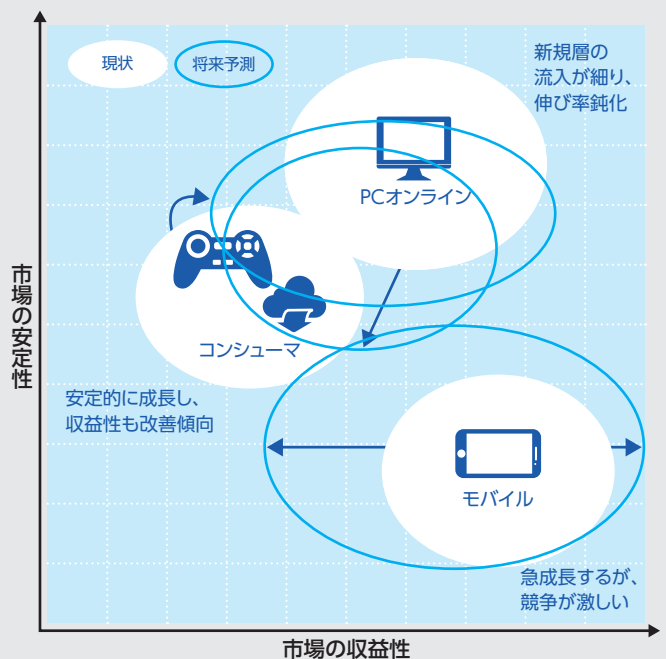 現状
将来予測
新規層の
流入が細り、
伸び率鈍化
PCオンライン
コンシューマ
安定的に成長し、
収益性も改善傾向
モバイル
急成長するが、
競争が激しい
市場の安定性
市場の収益性